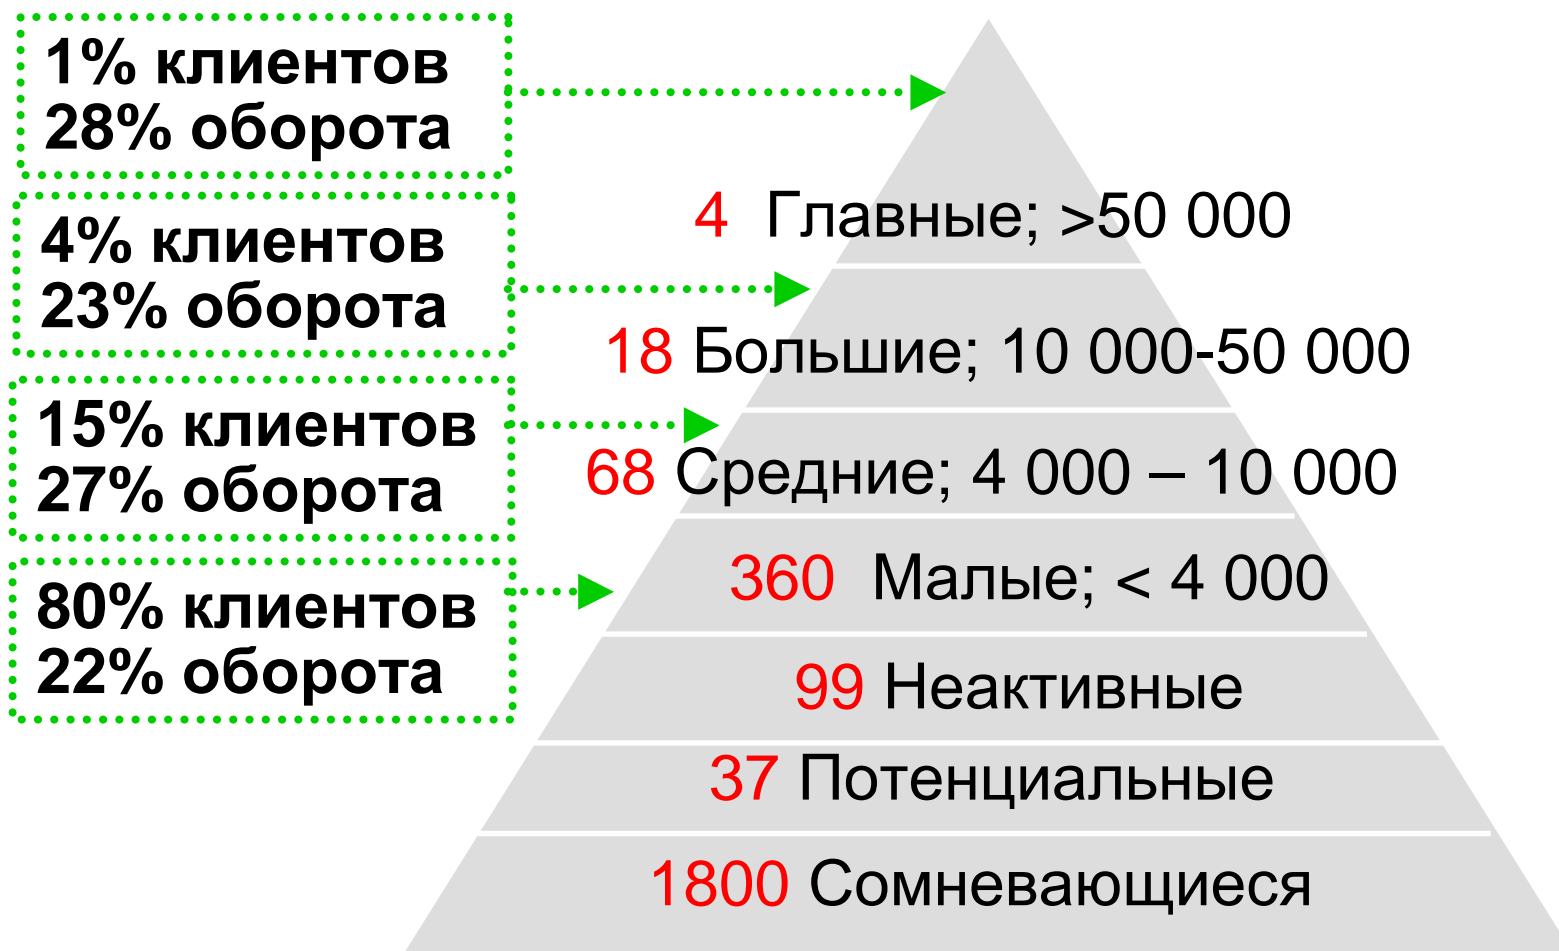 1% клиентов
28% оборота
4% клиентов
23% оборота
15% клиентов
27% оборота
80% клиентов
22% оборота
4 Главные; >50 000
18 Большие; 10 000-50 000
68 Средние; 4 000 – 10 000
360 Малые; < 4 000
99 Неактивные
37 Потенциальные
1800 Сомневающиеся